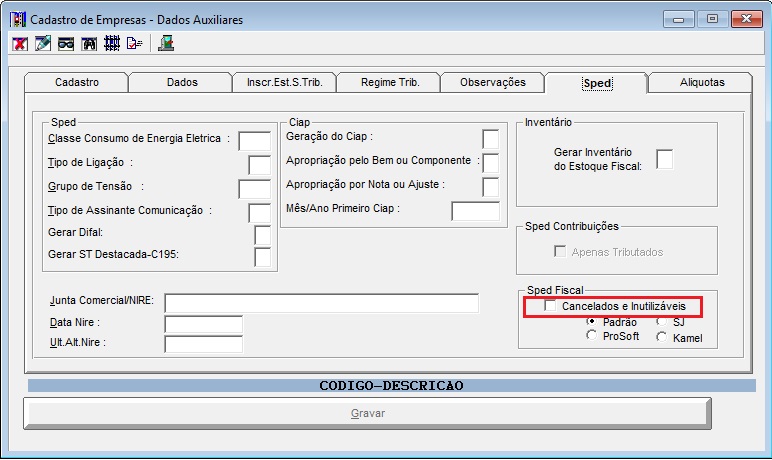 Cadastro de Empresas - Dados Auxiliares
Cadastro
Dados
Inscr.Est.S.Trib.
Regime Trib.
Observações
Sped
Aliquotas
Sped
Classe Consumo de Energia Eletrica :
Tipo de Ligação :
Grupo de Tensão :
Tipo de Assinante Comunicação :
Gerar Difal:
Gerar ST Destacada-C195:
Ciap
Geração do Ciap :
Apropriação pelo Bem ou Componente :
Apropriação por Nota ou Ajuste :
Mês/Ano Primeiro Ciap :
Inventário
Gerar Inventário
do Estoque Fiscal:
Sped Contribuições
Apenas Tributados
Sped Fiscal
Cancelados e Inutilizáveis
Padrão
SJ
ProSoft
Kamel
Junta Comercial/NIRE:
Data Nire :
Ult.Alt.Nire :
CODIGO-DESCRICAO
Gravar